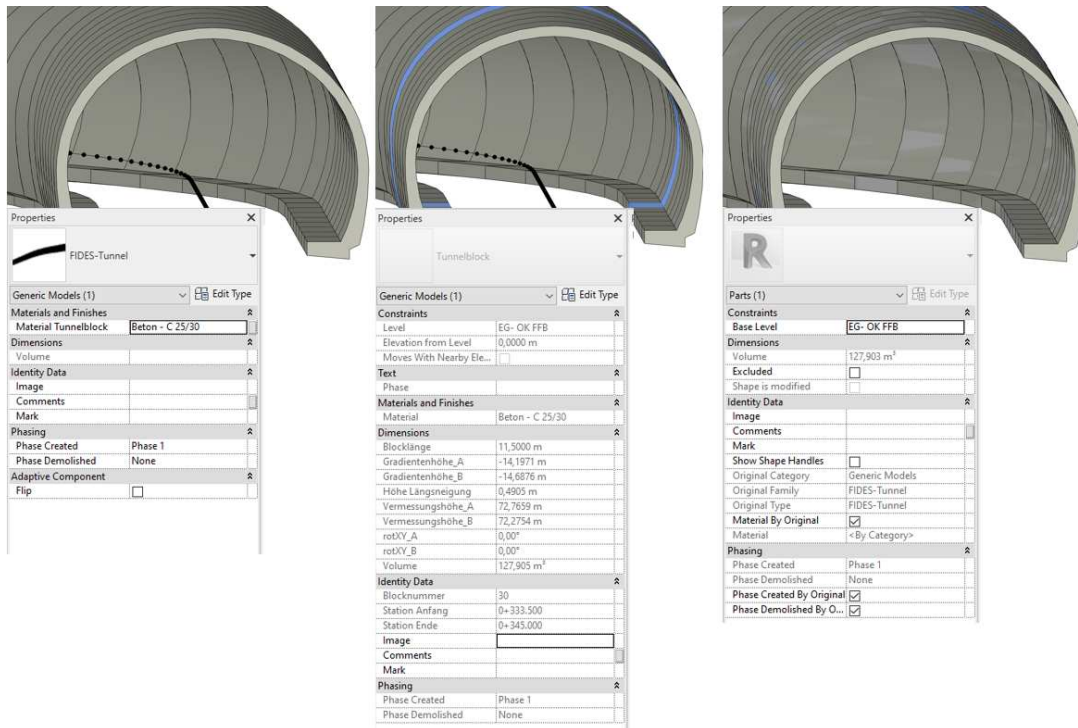 Properties
FIDES-Tunnel
Generic Models (1)
Edit Type
Materials and Finishes
Material Tunnelblock Beton - C 25/30
Dimensions
Volume
Identity Data
Image
Comments
Mark
Phasing
Phase Created Phase 1
Phase Demolished None
Adaptive Component
Flip
Properties
Tunnelblock
Generic Models (1)
Edit Type
Constraints
Level EG- OK FFB
Elevation from Level 0,0000 m
Moves With Nearby Ele...
Text
Phase
Materials and Finishes
Material Beton - C 25/30
Dimensions
Blocklänge 11,5000 m
Gradientenhöhe_A -14,1971 m
Gradientenhöhe_B -14,6876 m
Höhe Längsneigung 0,4905 m
Vermessungshöhe_A 72,7659 m
Vermessungshöhe_B 72,2754 m
rotXY_A 0,00°
rotXY_B 0,00°
Volume 127,905 m³
Identity Data
Blocknummer 30
Station Anfang 0+333.500
Station Ende 0+345.000
Image
Comments
Mark
Phasing
Phase Created Phase 1
Phase Demolished None
Properties
R
Parts (1)
Edit Type
Constraints
Base Level EG- OK FFB
Dimensions
Volume 127,903 m³
Excluded
Shape is modified
Identity Data
Image
Comments
Mark
Show Shape Handles
Original Category Generic Models
Original Family FIDES-Tunnel
Original Type FIDES-Tunnel
Material By Original
Material <By Category>
Phasing
Phase Created Phase 1
Phase Demolished None
Phase Created By Original
Phase Demolished By O...